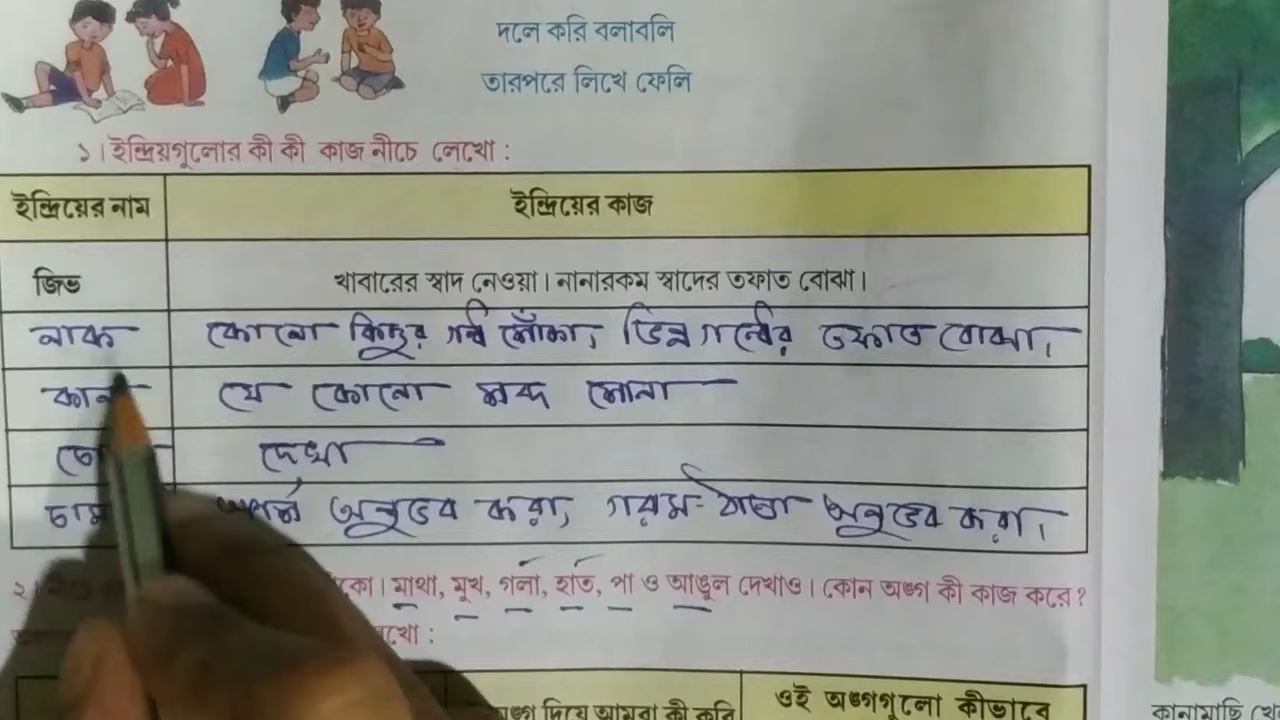 দলে করি বলাবলি
তারপরে লিখে ফেলি
১। ইন্দ্রিয়গুলোর কী কী কাজ নীচে লেখো :
ইন্দ্রিয়ের নাম ইন্দ্রিয়ের কাজ
জিভ খাবারের স্বাদ নেওয়া। নানারকম স্বাদের তফাত বোঝা।
নাক কোনো কিছুর গন্ধ শোঁকা, ভিন্ন গন্ধের তফাত বোঝা।
কান যে কোনো শব্দ শোনা
দেখা
স্পর্শ অনুভব করা, গরম-ঠান্ডা অনুভব করা।
২। মাথা, মুখ, গলা, হাত, পা ও আঙুল দেখাও। কোন অঙ্গ কী কাজ করে?
অঙ্গ দিয়ে আমরা কী করি ওই অঙ্গগুলো কীভাবে
কানামাছি